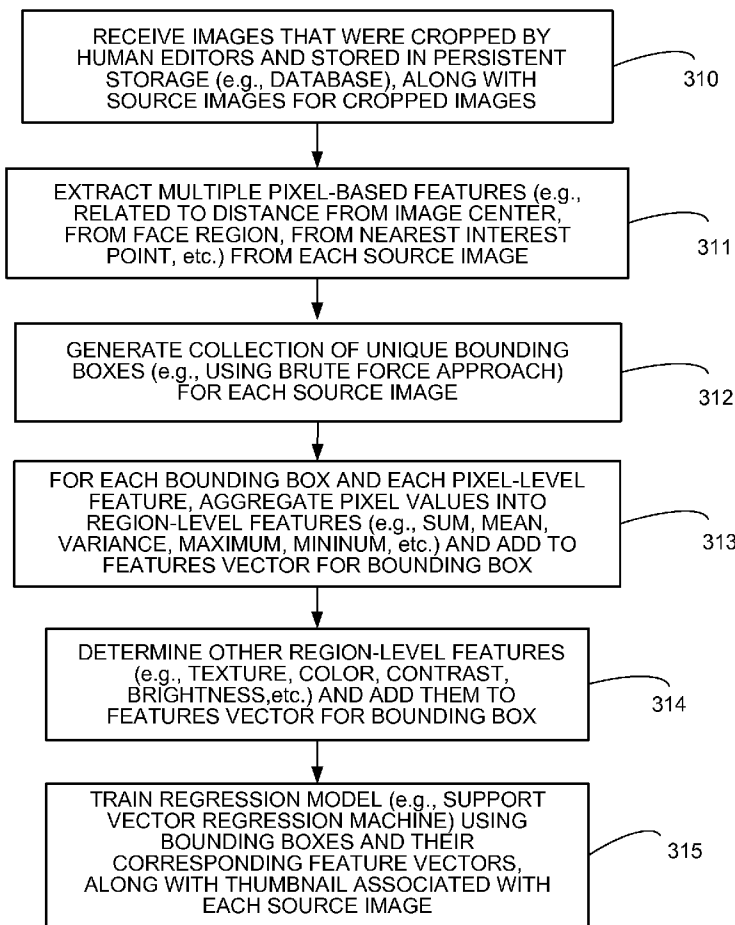 RECEIVE IMAGES THAT WERE CROPPED BY
HUMAN EDITORS AND STORED IN PERSISTENT
STORAGE (e.g., DATABASE), ALONG WITH
SOURCE IMAGES FOR CROPPED IMAGES
310
EXTRACT MULTIPLE PIXEL-BASED FEATURES (e.g.,
RELATED TO DISTANCE FROM IMAGE CENTER,
FROM FACE REGION, FROM NEAREST INTEREST
POINT, etc.) FROM EACH SOURCE IMAGE
311
GENERATE COLLECTION OF UNIQUE BOUNDING
BOXES (e.g., USING BRUTE FORCE APPROACH)
FOR EACH SOURCE IMAGE
312
FOR EACH BOUNDING BOX AND EACH PIXEL-LEVEL
FEATURE, AGGREGATE PIXEL VALUES INTO
REGION-LEVEL FEATURES (e.g., SUM, MEAN,
VARIANCE, MAXIMUM, MININUM, etc.) AND ADD TO
FEATURES VECTOR FOR BOUNDING BOX
313
DETERMINE OTHER REGION-LEVEL FEATURES
(e.g., TEXTURE, COLOR, CONTRAST,
BRIGHTNESS,etc.) AND ADD THEM TO
FEATURES VECTOR FOR BOUNDING BOX
314
TRAIN REGRESSION MODEL (e.g., SUPPORT
VECTOR REGRESSION MACHINE) USING
BOUNDING BOXES AND THEIR
CORRESPONDING FEATURE VECTORS,
ALONG WITH THUMBNAIL ASSOCIATED WITH
EACH SOURCE IMAGE
315